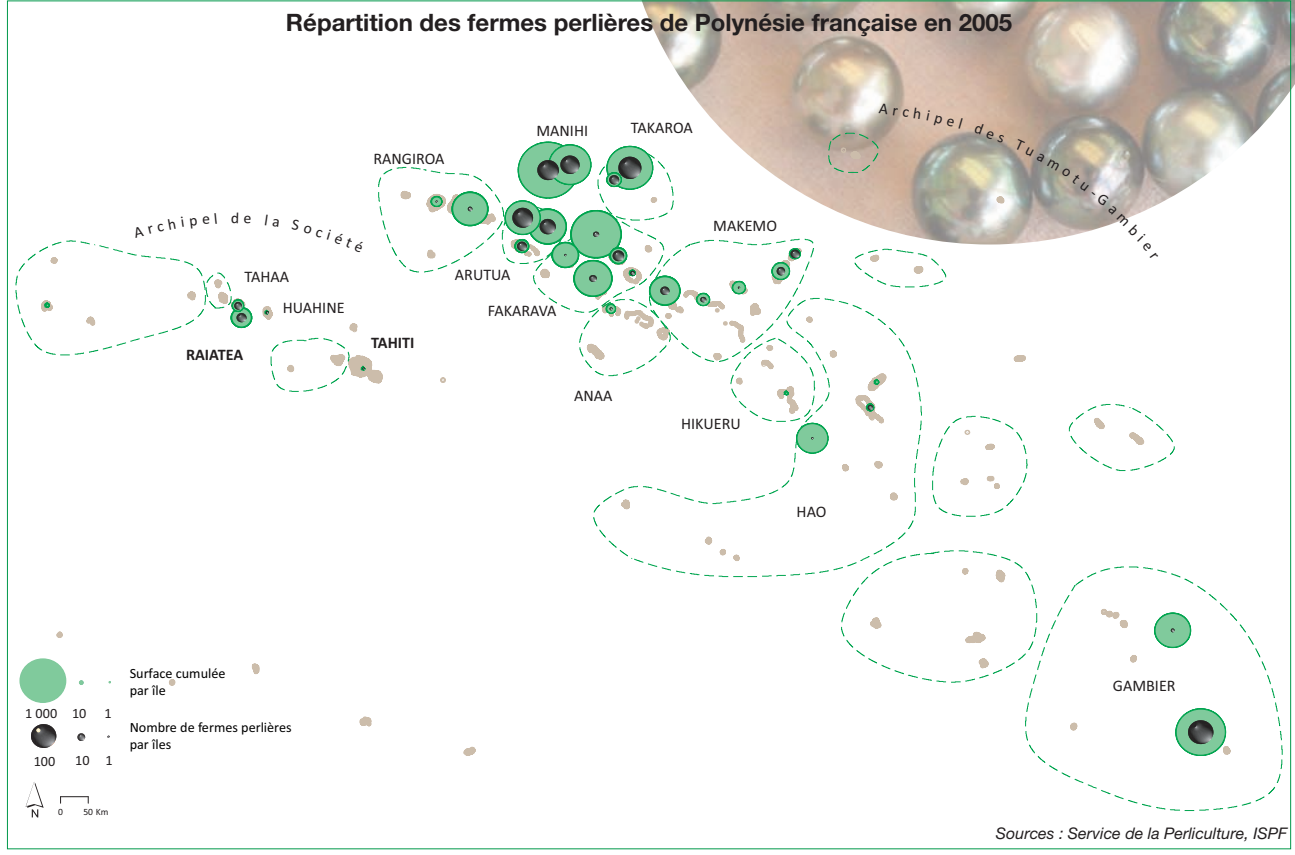 Répartition des fermes perlières de Polynésie française en 2005
Archipel des Tuamotu-Gambier
MANIHI
TAKAROA
RANGIROA
Archipel de la Société
MAKEMO
ARUTUA
TAHAA
HUAHINE
FAKARAVA
RAIATEA
TAHITI
ANAA
HIKUERU
HAO
GAMBIER
Surface cumulée
par île
1 000 10 1
Nombre de fermes perlières
par îles
100 10 1
N
0 50 Km
Sources : Service de la Perliculture, ISPF